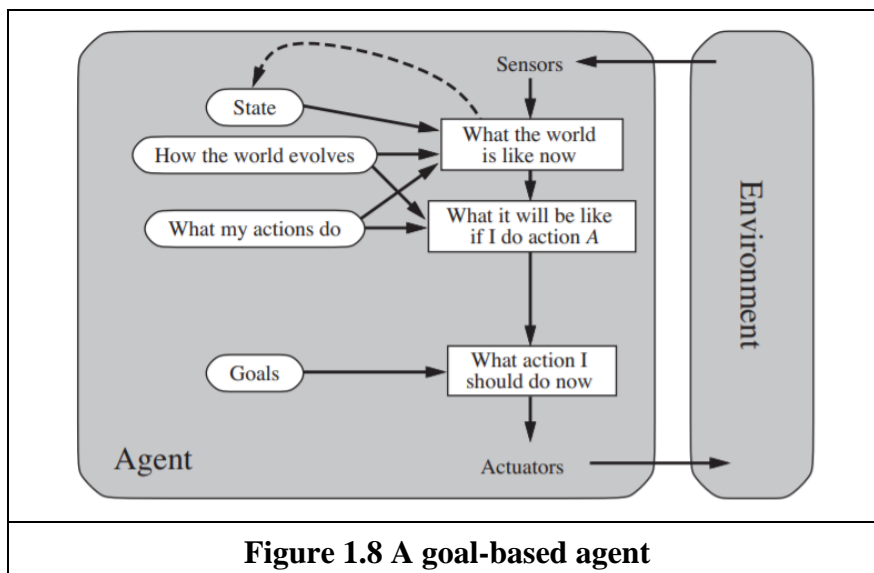 Sensors
State
What the world
is like now
How the world evolves
What my actions do
What it will be like
if I do action A
Goals
What action I
should do now
Agent
Actuators
Environment
Figure 1.8 A goal-based agent